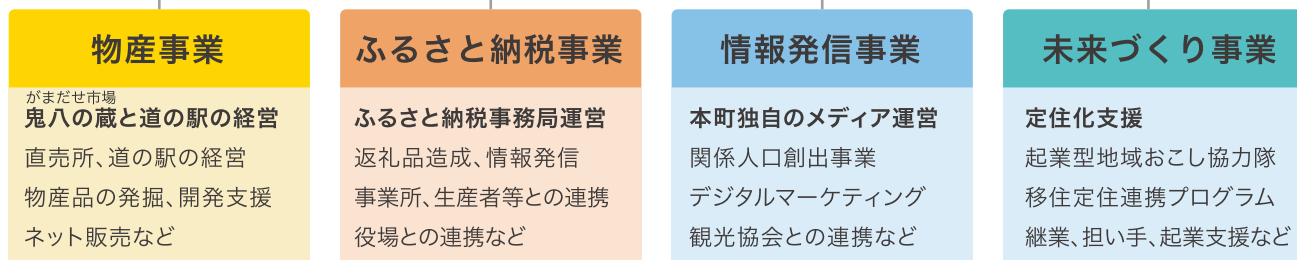 物産事業
がまだせ市場
鬼八の蔵と道の駅の経営
直売所、道の駅の経営
物産品の発掘、開発支援
ネット販売など
ふるさと納税事業
ふるさと納税事務局運営
返礼品造成、情報発信
事業所、生産者等との連携
役場との連携など
情報発信事業
本町独自のメディア運営
関係人口創出事業
デジタルマーケティング
観光協会との連携など
未来づくり事業
定住化支援
起業型地域おこし協力隊
移住定住連携プログラム
継業、担い手、起業支援など